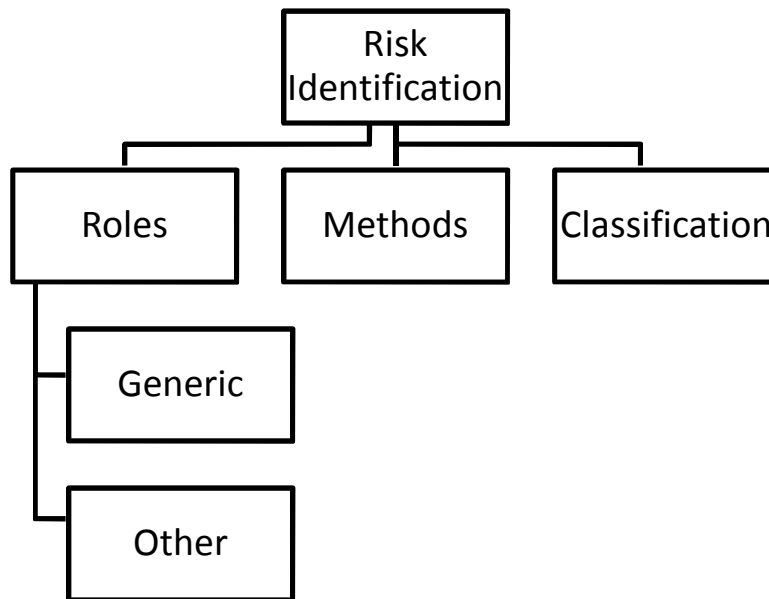 Risk
Identification
Roles
Methods
Classification
Generic
Other